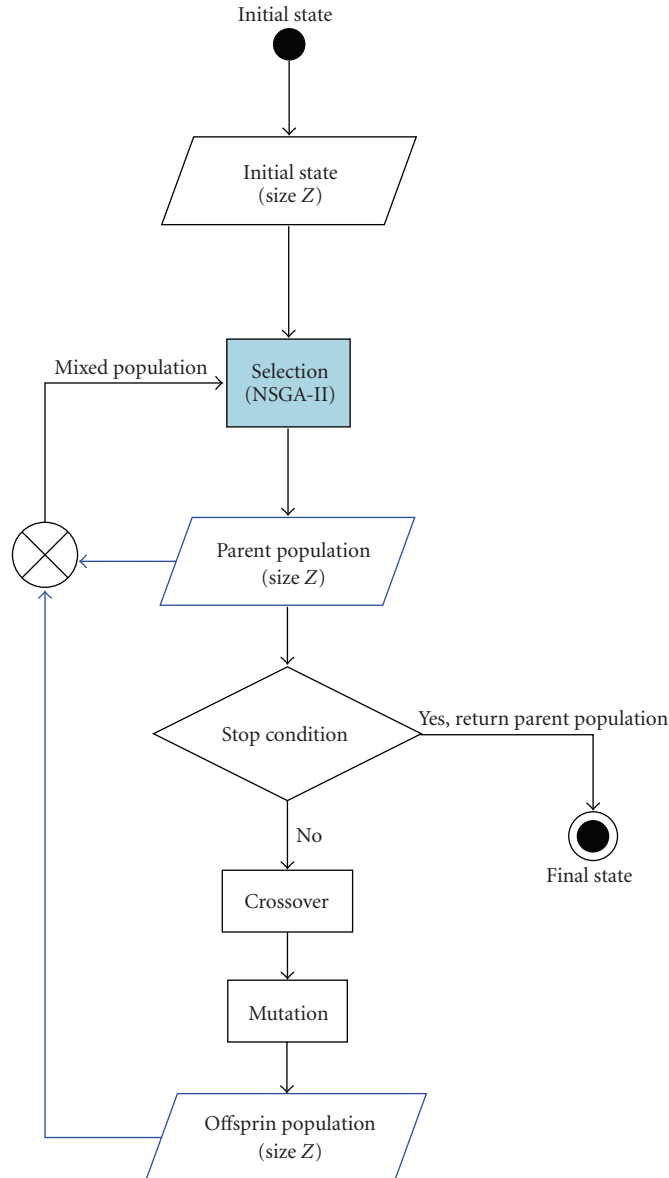 Initial state
Initial state
(size Z)
Mixed population
Selection
(NSGA-II)
Parent population
(size Z)
Stop condition
Yes, return parent population
No
Final state
Crossover
Mutation
Offsprin population
(size Z)